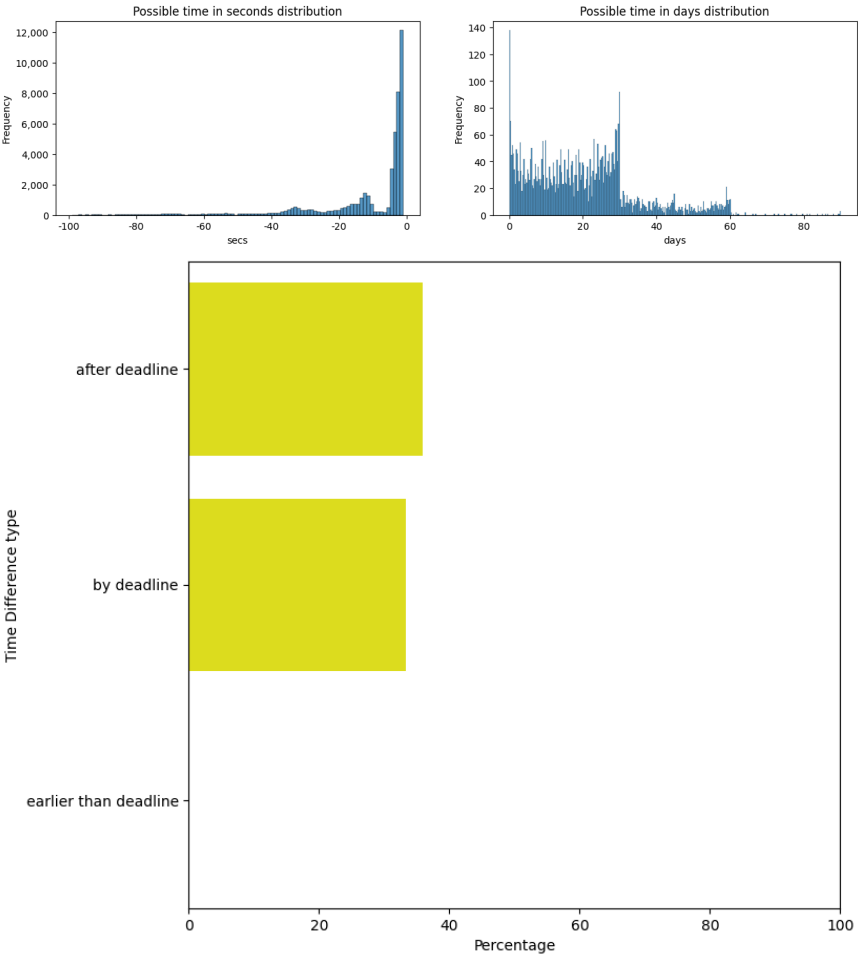 Possible time in seconds distribution
12,000
10,000
8,000
6,000
4,000
2,000
0
Frequency
-100
-80
-60
-40
-20
0
secs
Possible time in days distribution
140
120
100
80
60
40
20
0
Frequency
0
20
40
60
80
days
Time Difference type
after deadline
by deadline
earlier than deadline
0
20
40
60
80
100
Percentage